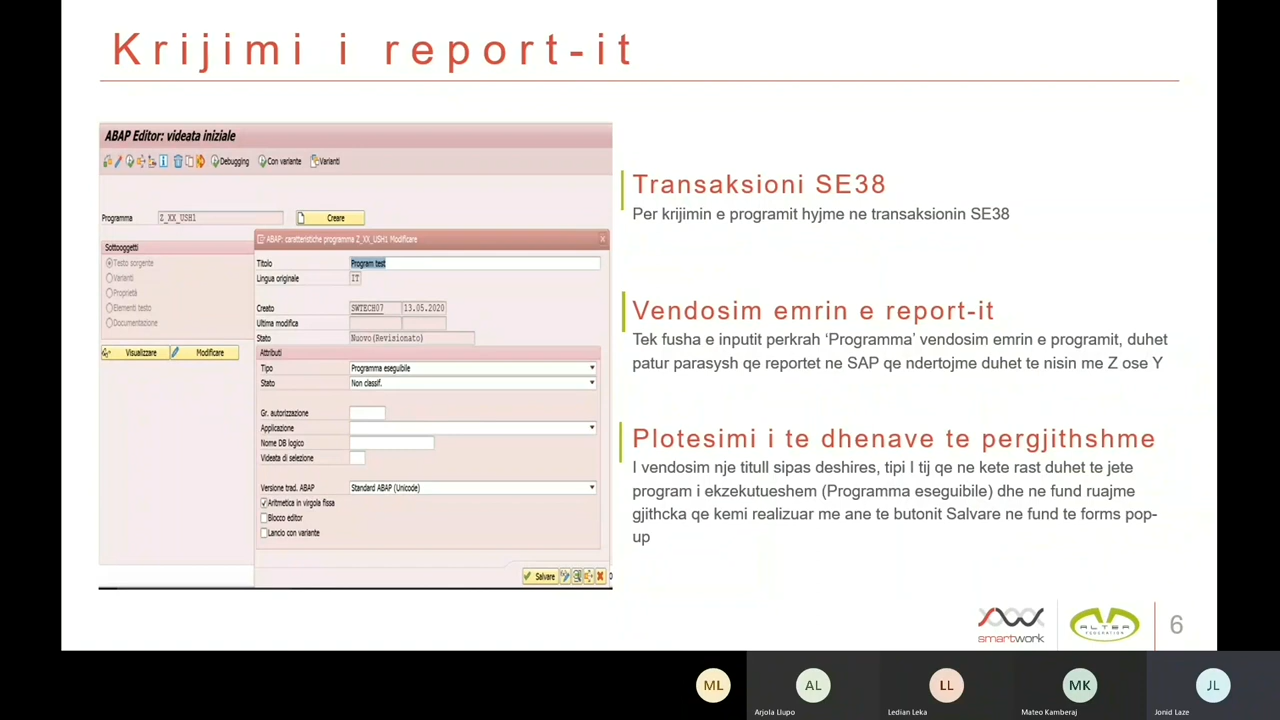 Krijimi i report-it
ABAP Editor: videata iniziale
Debugging Con variante Varianti
Programma Z_XX_USH1 Creare
Sottooggetti
Testo sorgente
Varianti
Proprietà
Elementi testo
Documentazione
Visualizzare Modificare
ABAP: caratteristiche programma Z_XX_USH1 Modificare
Titolo Program test
Lingua originale IT
Creato SWTECH07 13.05.2020
Ultima modifica
Stato Nuovo(Revisionato)
Attributi
Tipo Programma eseguibile
Stato Non classif.
Gr. autorizzazione
Applicazione
Nome DB logico
Videata di selezione
Versione trad. ABAP Standard ABAP (Unicode)
Aritmetica in virgola fissa
Blocco editor
Lancio con variante
Salvare
Transaksioni SE38
Per krijimin e programit hyjme ne transaksionin SE38
Vendosim emrin e report-it
Tek fusha e inputit perkrah ‘Programma’ vendosim emrin e programit, duhet
patur parasysh qe reportet ne SAP qe ndertojme duhet te nisin me Z ose Y
Plotesimi i te dhenave te pergjithshme
I vendosim nje titull sipas deshires, tipi I tij qe ne kete rast duhet te jete
program i ekzekutueshem (Programma eseguibile) dhe ne fund ruajme
gjithcka qe kemi realizuar me ane te butonit Salvare ne fund te forms pop-
up
smartwork
ALTEA
FEDERATION
6
ML
AL
Arjola Llupo
LL
Ledian Leka
MK
Mateo Kamberaj
JL
Jonid Laze